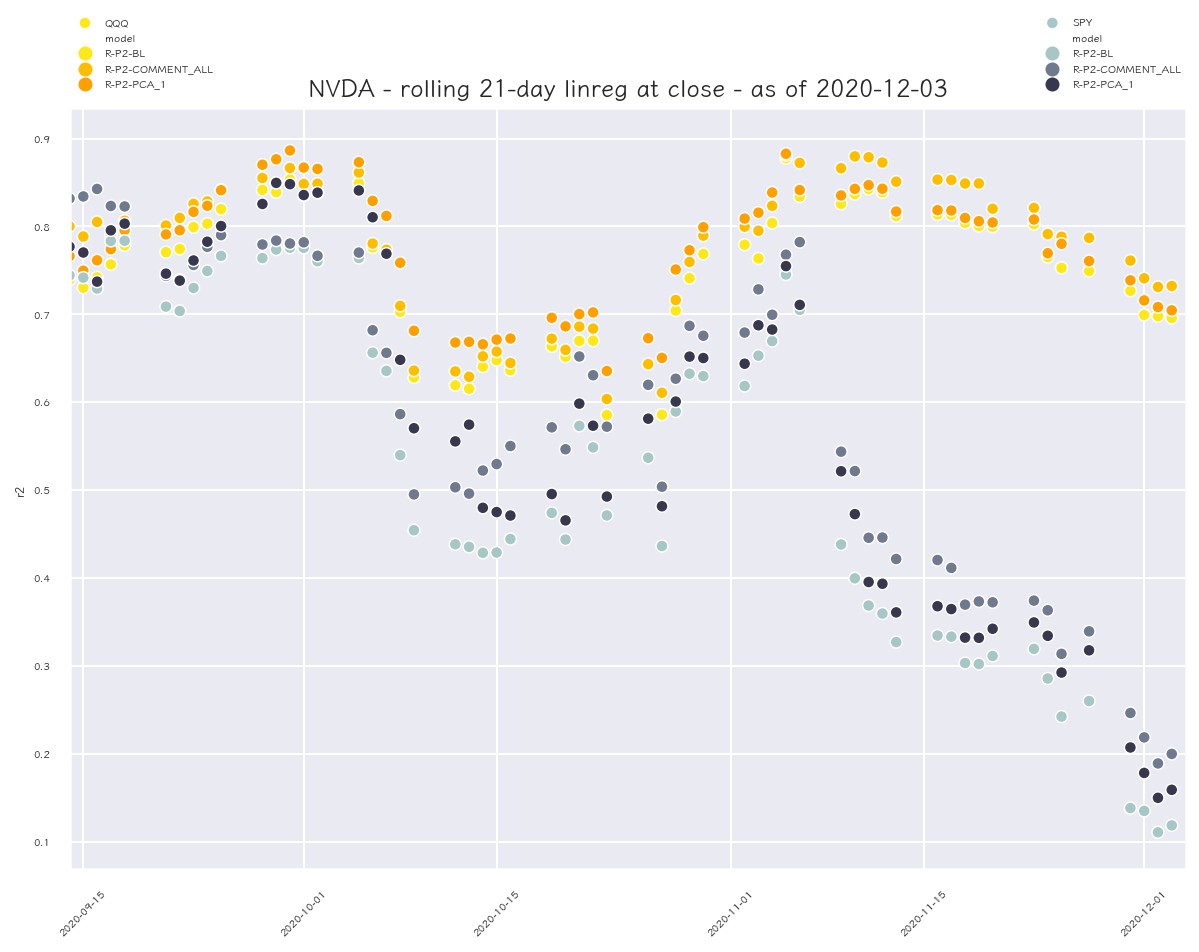 QQQ
model
R-P2-BL
R-P2-COMMENT_ALL
R-P2-PCA_1
SPY
model
R-P2-BL
R-P2-COMMENT_ALL
R-P2-PCA_1
NVDA - rolling 21-day linreg at close - as of 2020-12-03
0.9
0.8
0.7
0.6
0.5
0.4
0.3
0.2
0.1
r2
2020-09-15
2020-10-01
2020-10-15
2020-11-01
2020-11-15
2020-12-01